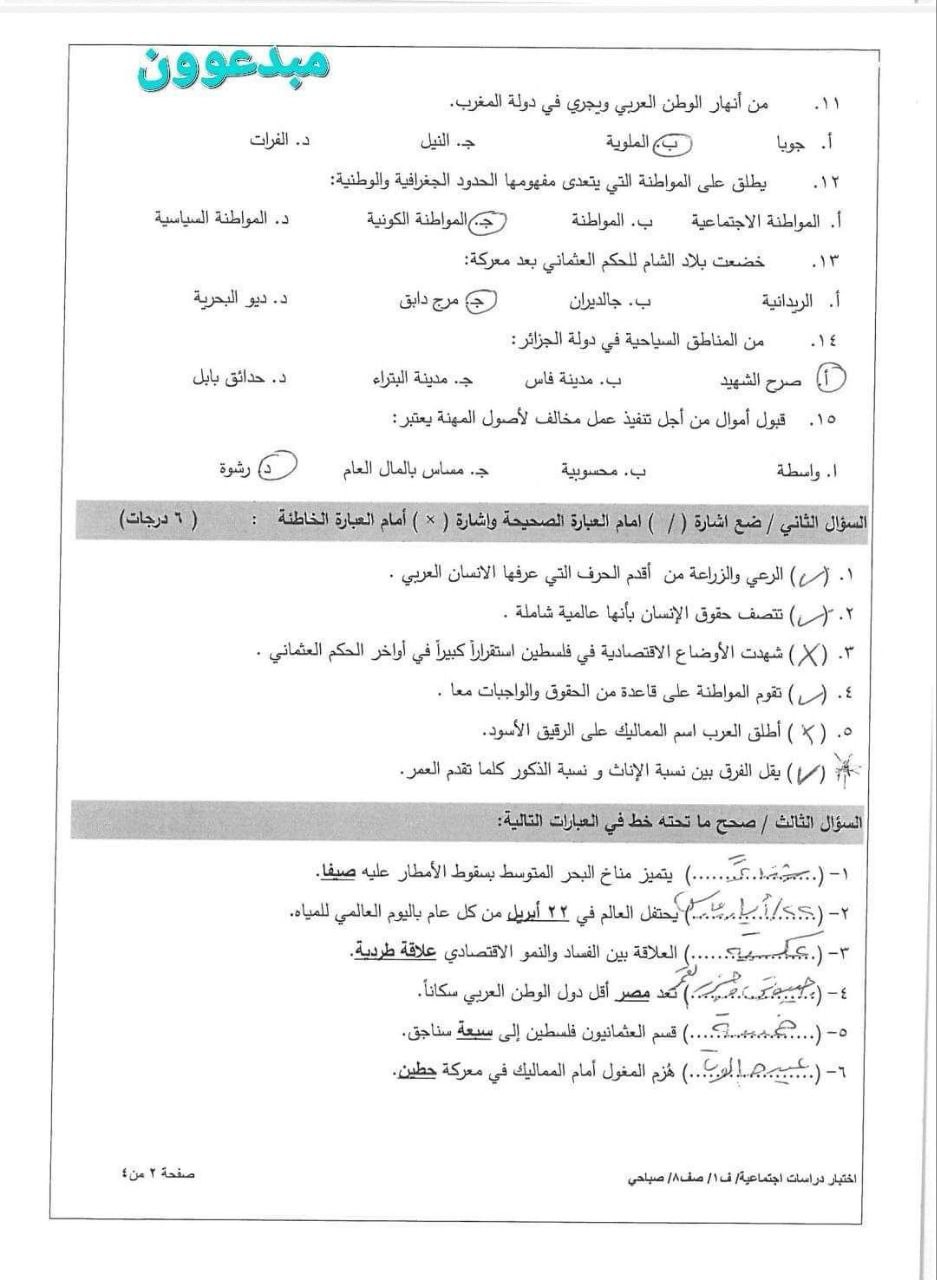 مبدعوون
١١. من أنهار الوطن العربي ويجري في دولة المغرب.
أ. جوبا ب. الملوية جـ. النيل د. الفرات
١٢. يطلق على المواطنة التي يتعدى مفهومها الحدود الجغرافية والوطنية:
أ. المواطنة الاجتماعية ب. المواطنة جـ. المواطنة الكونية د. المواطنة السياسية
١٣. خضعت بلاد الشام للحكم العثماني بعد معركة:
أ. الريدانية ب. جالديران جـ. مرج دابق د. ديو البحرية
١٤. من المناطق السياحية في دولة الجزائر:
أ. صرح الشهيد ب. مدينة فاس جـ. مدينة البتراء د. حدائق بابل
١٥. قبول أموال من أجل تنفيذ عمل مخالف لأصول المهنة يعتبر:
ا. واسطة ب. محسوبية جـ. مساس بالمال العام د. رشوة
السؤال الثاني / ضع اشارة ( / ) امام العبارة الصحيحة واشارة ( × ) أمام العبارة الخاطئة : ( ٦ درجات)
١. (✓) الرعي والزراعة من أقدم الحرف التي عرفها الانسان العربي .
٢. (✓) تتصف حقوق الإنسان بأنها عالمية شاملة .
٣. (X) شهدت الأوضاع الاقتصادية في فلسطين استقراراً كبيراً في أواخر الحكم العثماني .
٤. (✓) تقوم المواطنة على قاعدة من الحقوق والواجبات معا .
٥. (X) أطلق العرب اسم المماليك على الرقيق الأسود.
(✓) يقل الفرق بين نسبة الإناث و نسبة الذكور كلما تقدم العمر.
السؤال الثالث / صحح ما تحته خط في العبارات التالية:
١- (..........) يتميز مناخ البحر المتوسط بسقوط الأمطار عليه صيفا.
٢- (..........) يحتفل العالم في ٢٢ أبريل من كل عام باليوم العالمي للمياه.
٣- (عكسية) العلاقة بين الفساد والنمو الاقتصادي علاقة طردية.
٤- (..........) تعد مصر أقل دول الوطن العربي سكاناً.
٥- (خمسة) قسم العثمانيون فلسطين إلى سبعة سناجق.
٦- (..........) هُزم المغول أمام المماليك في معركة حطين.
اختبار دراسات اجتماعية/ ف١/ صف٨/ صباحي
صفحة ٢ من ٤